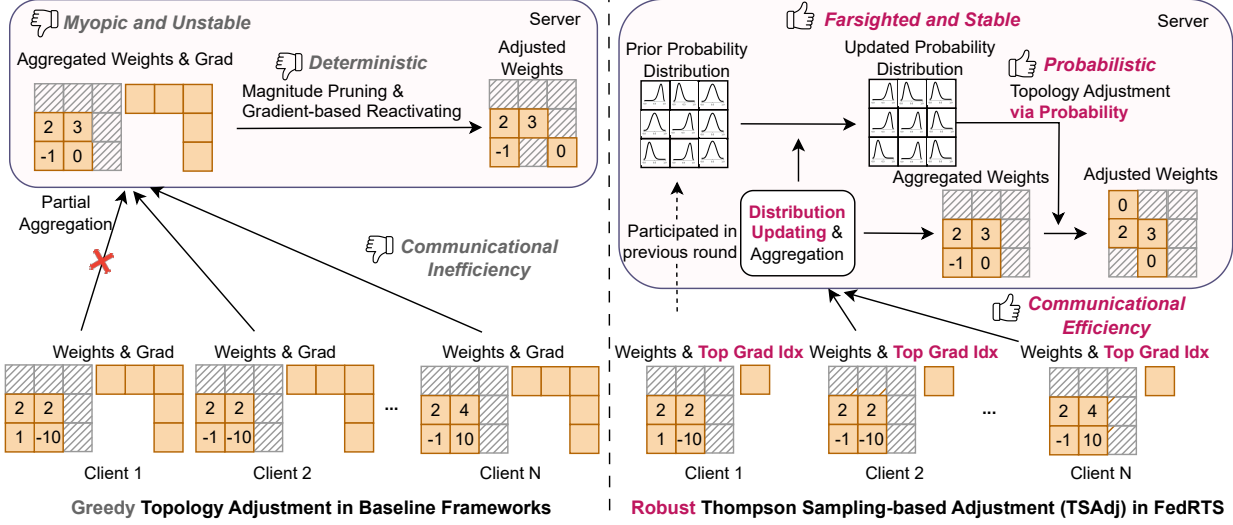 Myopic and Unstable
Server
Aggregated Weights & Grad
Deterministic
Magnitude Pruning &
Gradient-based Reactivating
Adjusted
Weights
2 3
-1 0
2 3
-1 0
Partial
Aggregation
Communicational
Inefficiency
Weights & Grad
Weights & Grad
Weights & Grad
2 2
1 -10
2 2
-1 -10
...
2 4
-1 10
Client 1
Client 2
Client N
Greedy Topology Adjustment in Baseline Frameworks
Farsighted and Stable
Server
Prior Probability
Distribution
Updated Probability
Distribution
Probabilistic
Topology Adjustment
via Probability
Participated in
previous round
Distribution
Updating &
Aggregation
Aggregated Weights
2 3
-1 0
Adjusted Weights
0
2 3
0
Communicational
Efficiency
Weights & Top Grad Idx
Weights & Top Grad Idx
Weights & Top Grad Idx
2 2
1 -10
2 2
-1 -10
...
2 4
-1 10
Client 1
Client 2
Client N
Robust Thompson Sampling-based Adjustment (TSAdj) in FedRTS